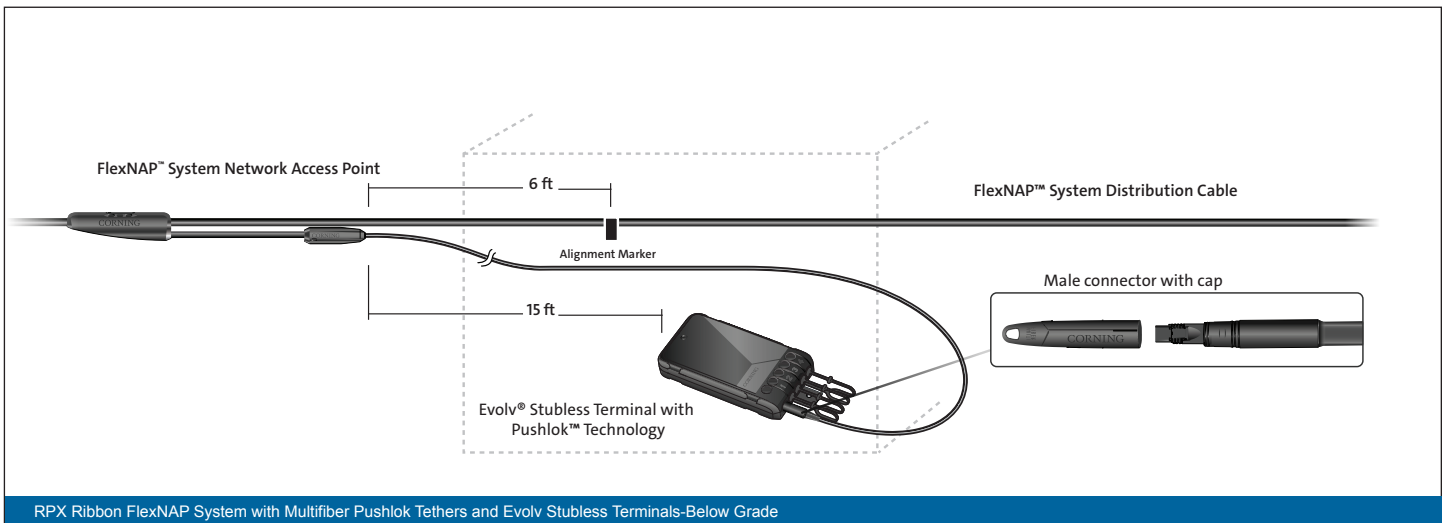 FlexNAP™ System Network Access Point
6 ft
FlexNAP™ System Distribution Cable
CORNING
Alignment Marker
Male connector with cap
15 ft
CORNING
CORNING
Evolv® Stubless Terminal with
Pushlok™ Technology
RPX Ribbon FlexNAP System with Multifiber Pushlok Tethers and Evolv Stubless Terminals-Below Grade